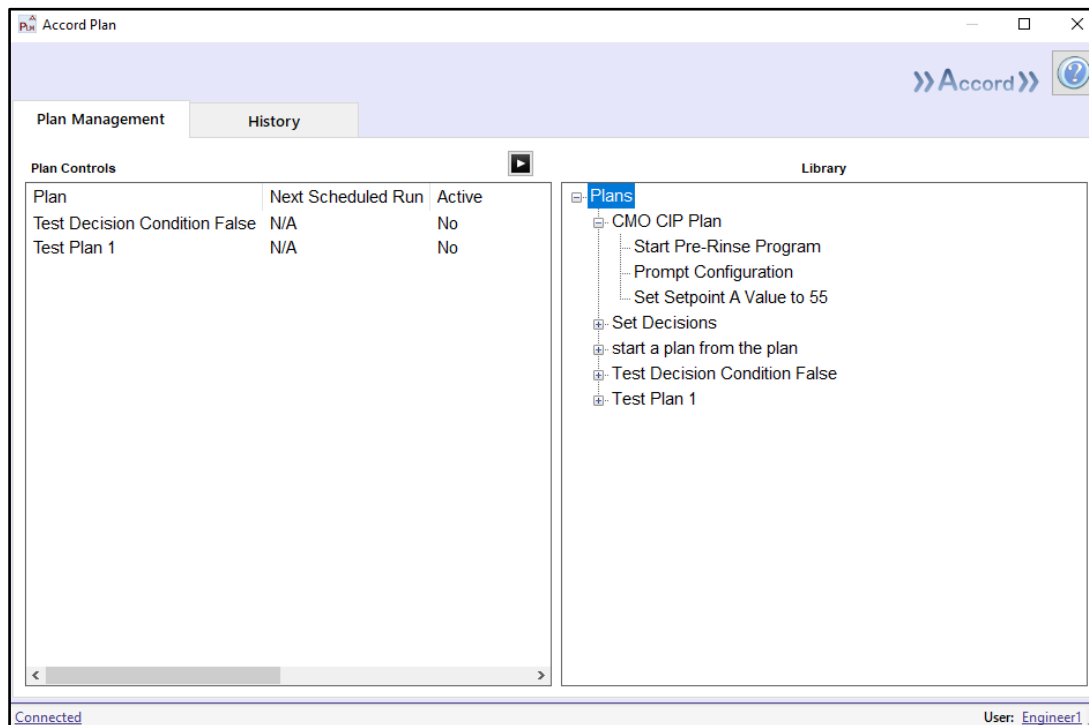 PLN Accord Plan
»Accord»
Plan Management History
Plan Controls
Plan Next Scheduled Run Active
Test Decision Condition False N/A No
Test Plan 1 N/A No
Library
Plans
CMO CIP Plan
Start Pre-Rinse Program
Prompt Configuration
Set Setpoint A Value to 55
Set Decisions
start a plan from the plan
Test Decision Condition False
Test Plan 1
Connected User: Engineer1